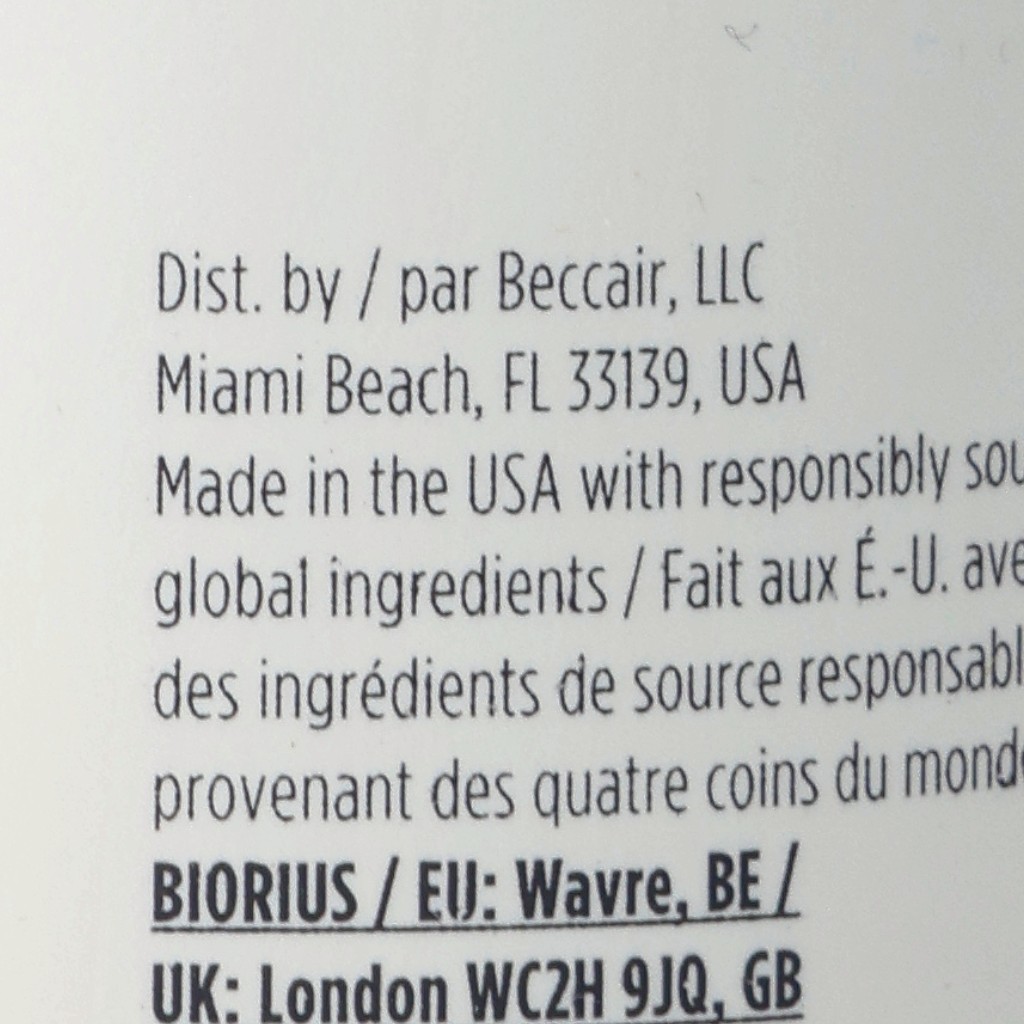 Dist. by / par Beccair, LLC
Miami Beach, FL 33139, USA
Made in the USA with responsibly
global ingredients / Fait aux É.-U.
des ingrédients de source
provenant des quatre coins du
BIORIUS / EU: Wavre, BE /
UK: London WC2H 9JQ, GB